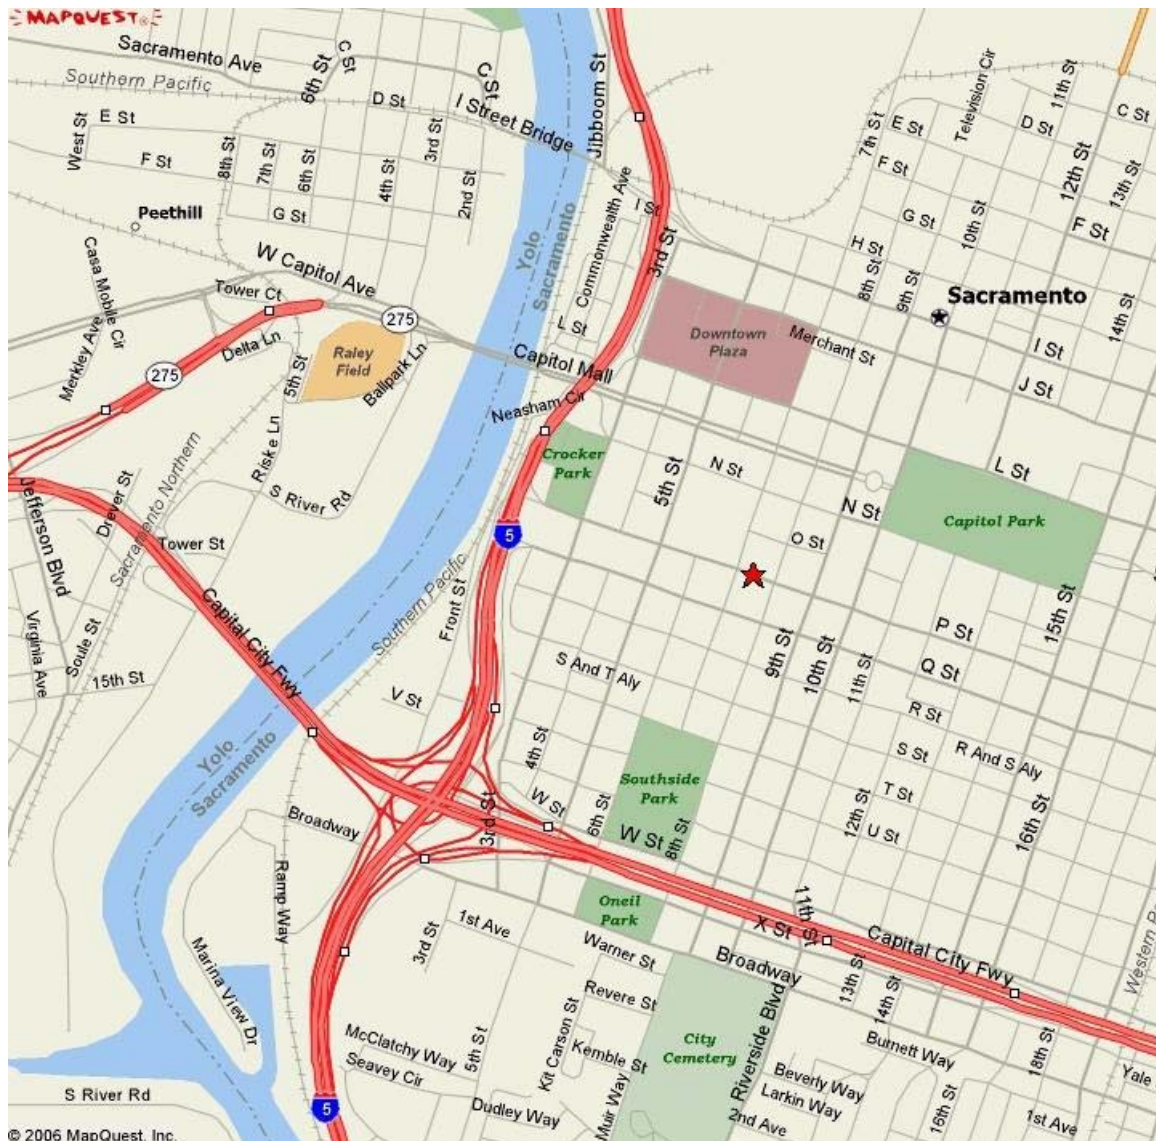 MAPQUEST®
Sacramento Ave
6th St
C St
C St
Jibboom St
Southern Pacific
D St
I Street Bridge
West St
E St
F St
8th St
7th St
6th St
4th St
3rd St
2nd St
G St
Peethill
Television Cir
11th St
C St
7th St
E St
D St
F St
12th St
13th St
G St
10th St
F St
H St
8th St
9th St
14th St
Sacramento
I St
J St
Commonwealth Ave
I St
3rd St
Yolo
Sacramento
L St
Casa Mobile Cir
W Capitol Ave
Tower Ct
275
Merkley Ave
Delta Ln
275
Raley
Field
5th St
Ballpark Ln
Capitol Mall
Downtown
Plaza
Merchant St
Neasham Cir
Riske Ln
S River Rd
Sacramento Northern
Drever St
Jefferson Blvd
Tower St
Crocker
Park
5th St
N St
N St
L St
Capitol Park
O St
5
Front St
Southern Pacific
Capital City Fwy
Virginia Ave
Soule St
15th St
9th St
10th St
11th St
P St
15th St
Q St
S And T Aly
V St
R St
R And S Aly
S St
T St
U St
12th St
16th St
4th St
Yolo
Sacramento
Southside
Park
W St
6th St
W St
8th St
3rd St
Broadway
Ramp Way
Oneil
Park
11th St
X St
Capital City Fwy
1st Ave
3rd St
Warner St
Broadway
13th St
14th St
Marina View Dr
Revere St
Riverside Blvd
McClatchy Way
Seavey Cir
5th St
Kit Carson St
Kemble St
City
Cemetery
Burnett Way
18th St
Yale
Beverly Way
Larkin Way
16th St
1st Ave
S River Rd
5
Dudley Way
Muir Way
2nd Ave
© 2006 MapQuest, Inc.